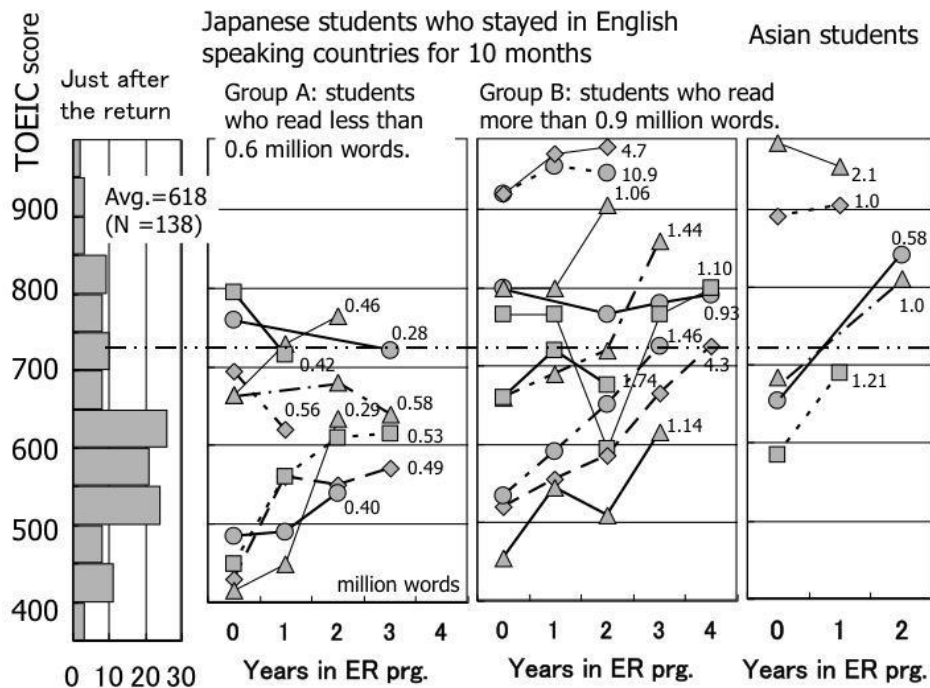 Japanese students who stayed in English
speaking countries for 10 months
Asian students
TOEIC score
Just after
the return
Group A: students
who read less than
0.6 million words.
Group B: students who read
more than 0.9 million words.
Avg.=618
(N =138)
900
800
700
600
500
400
0.46
0.28
0.42
0.56
0.29
0.58
0.53
0.49
0.40
million words
4.7
10.9
1.06
1.44
1.10
0.93
1.46
4.3
1.74
1.14
2.1
1.0
0.58
1.0
1.21
0 10 20 30
0 1 2 3 4
Years in ER prg.
0 1 2 3 4
Years in ER prg.
0 1 2
Years in ER prg.